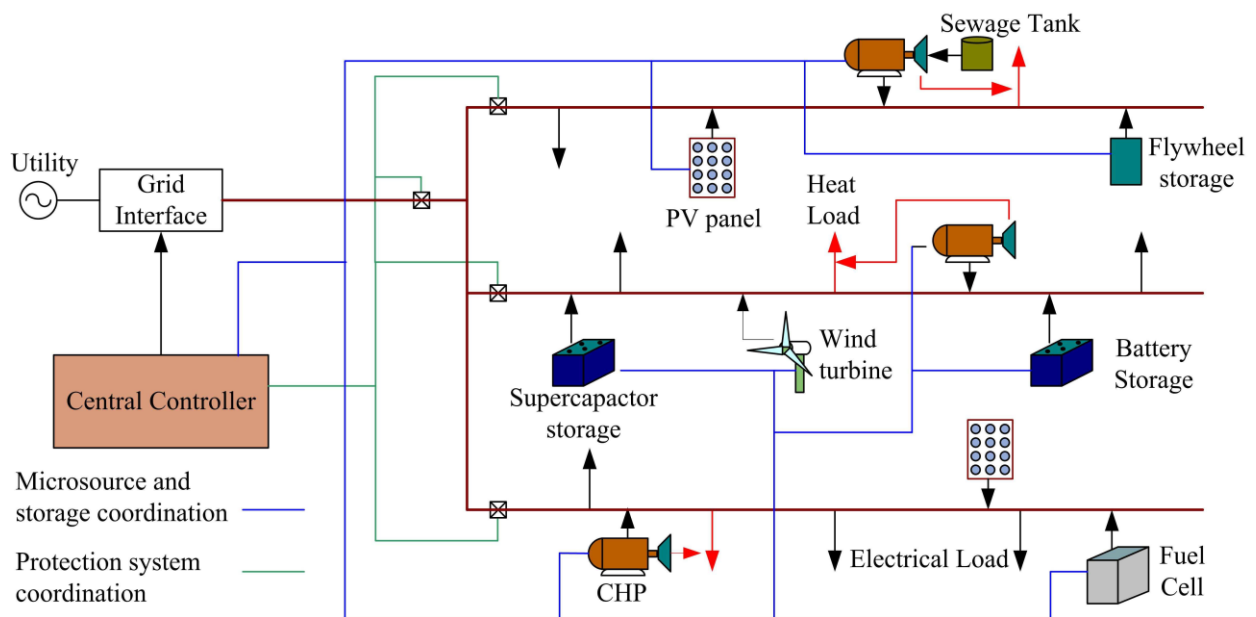 Sewage Tank
Utility
Grid
Interface
PV panel
Flywheel
storage
Heat
Load
Central Controller
Supercapactor
storage
Wind
turbine
Battery
Storage
Microsource and
storage coordination
Protection system
coordination
CHP
Electrical Load
Fuel
Cell